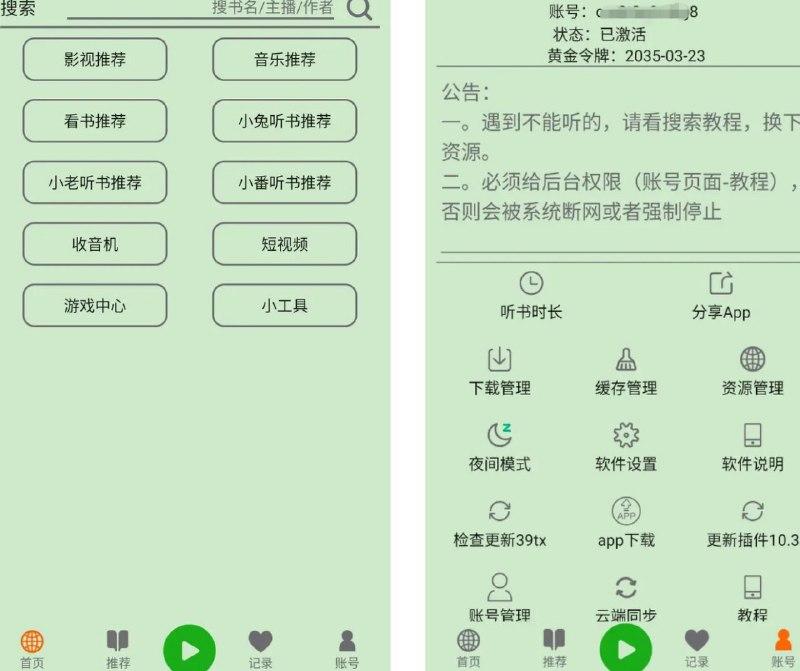 搜索
搜书名/主播/作者
影视推荐
音乐推荐
看书推荐
小兔听书推荐
小老听书推荐
小番听书推荐
收音机
短视频
游戏中心
小工具
首页
推荐
记录
账号
账号：
状态：已激活
黄金令牌：2035-03-23
公告：
一。遇到不能听的，请看搜索教程，换下
资源。
二。必须给后台权限（账号页面-教程），
否则会被系统断网或者强制停止
听书时长
分享App
下载管理
缓存管理
资源管理
夜间模式
软件设置
软件说明
APP
检查更新39tx
app下载
更新插件10.3
账号管理
云端同步
教程
首页
推荐
记录
账号